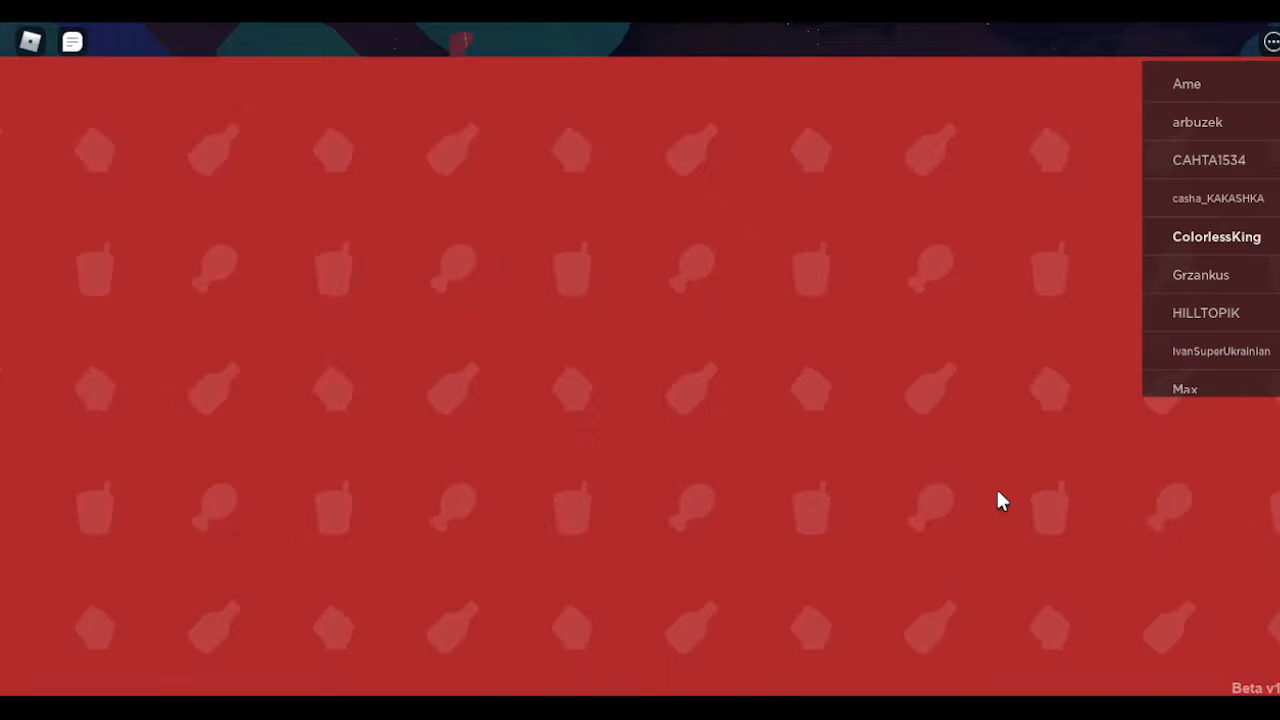 Ame
arbuzek
CAHTA1534
casha_KAKASHKA
ColorlessKing
Grzankus
HILLTOPIK
IvanSuperUkrainian
Max
Beta v1